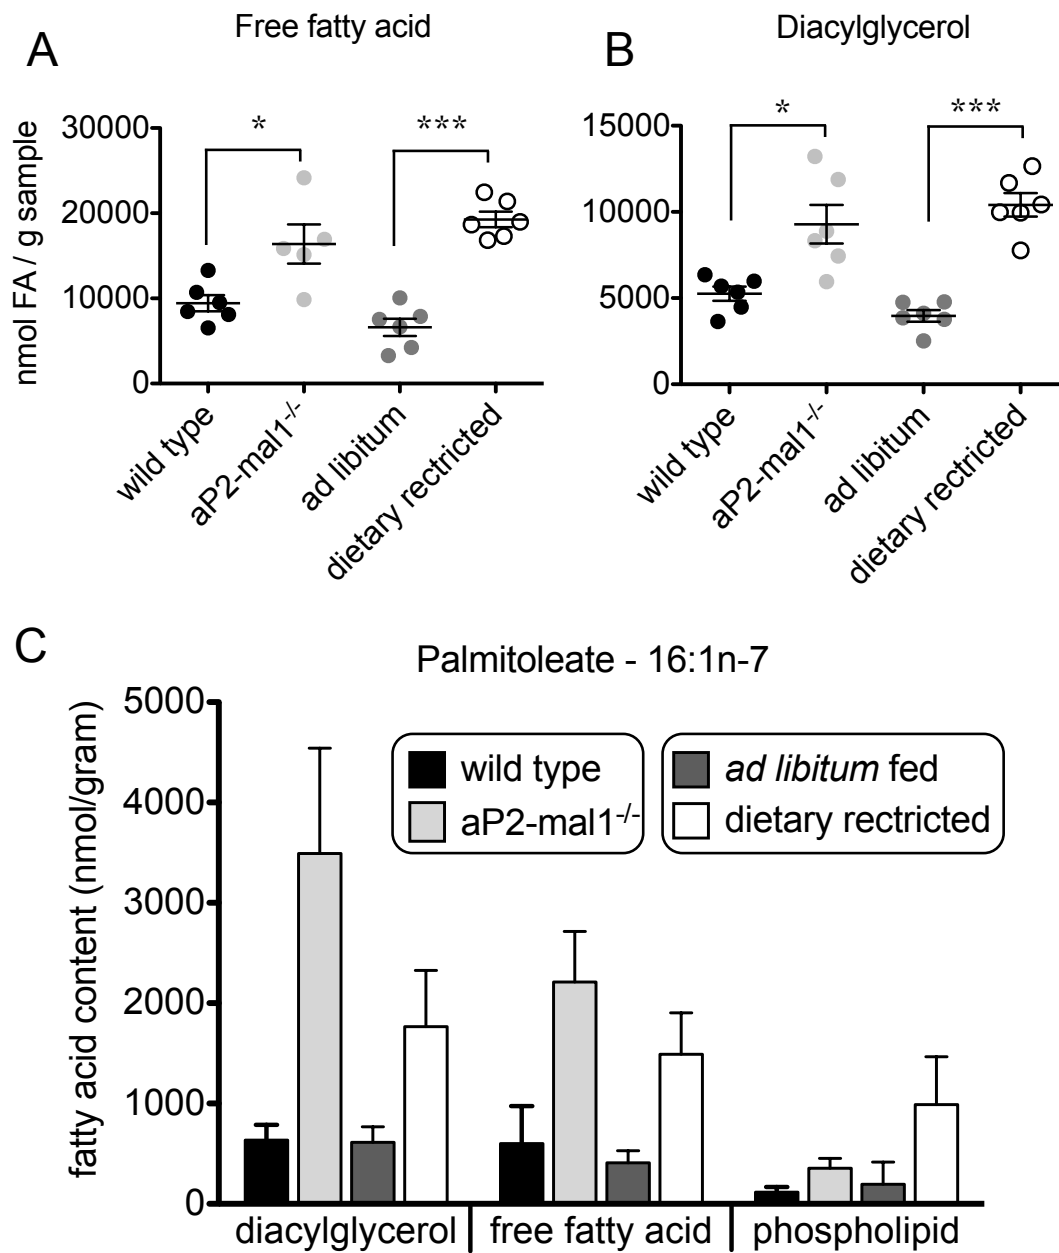 A
Free fatty acid
B
Diacylglycerol
nmol FA / g sample
30000
20000
10000
0
*
***
wild type
aP2-mal1-/-
ad libitum
dietary rectricted
15000
10000
5000
0
*
***
wild type
aP2-mal1-/-
ad libitum
dietary rectricted
C
Palmitoleate - 16:1n-7
fatty acid content (nmol/gram)
5000
4000
3000
2000
1000
0
wild type
aP2-mal1-/-
ad libitum fed
dietary rectricted
diacylglycerol
free fatty acid
phospholipid